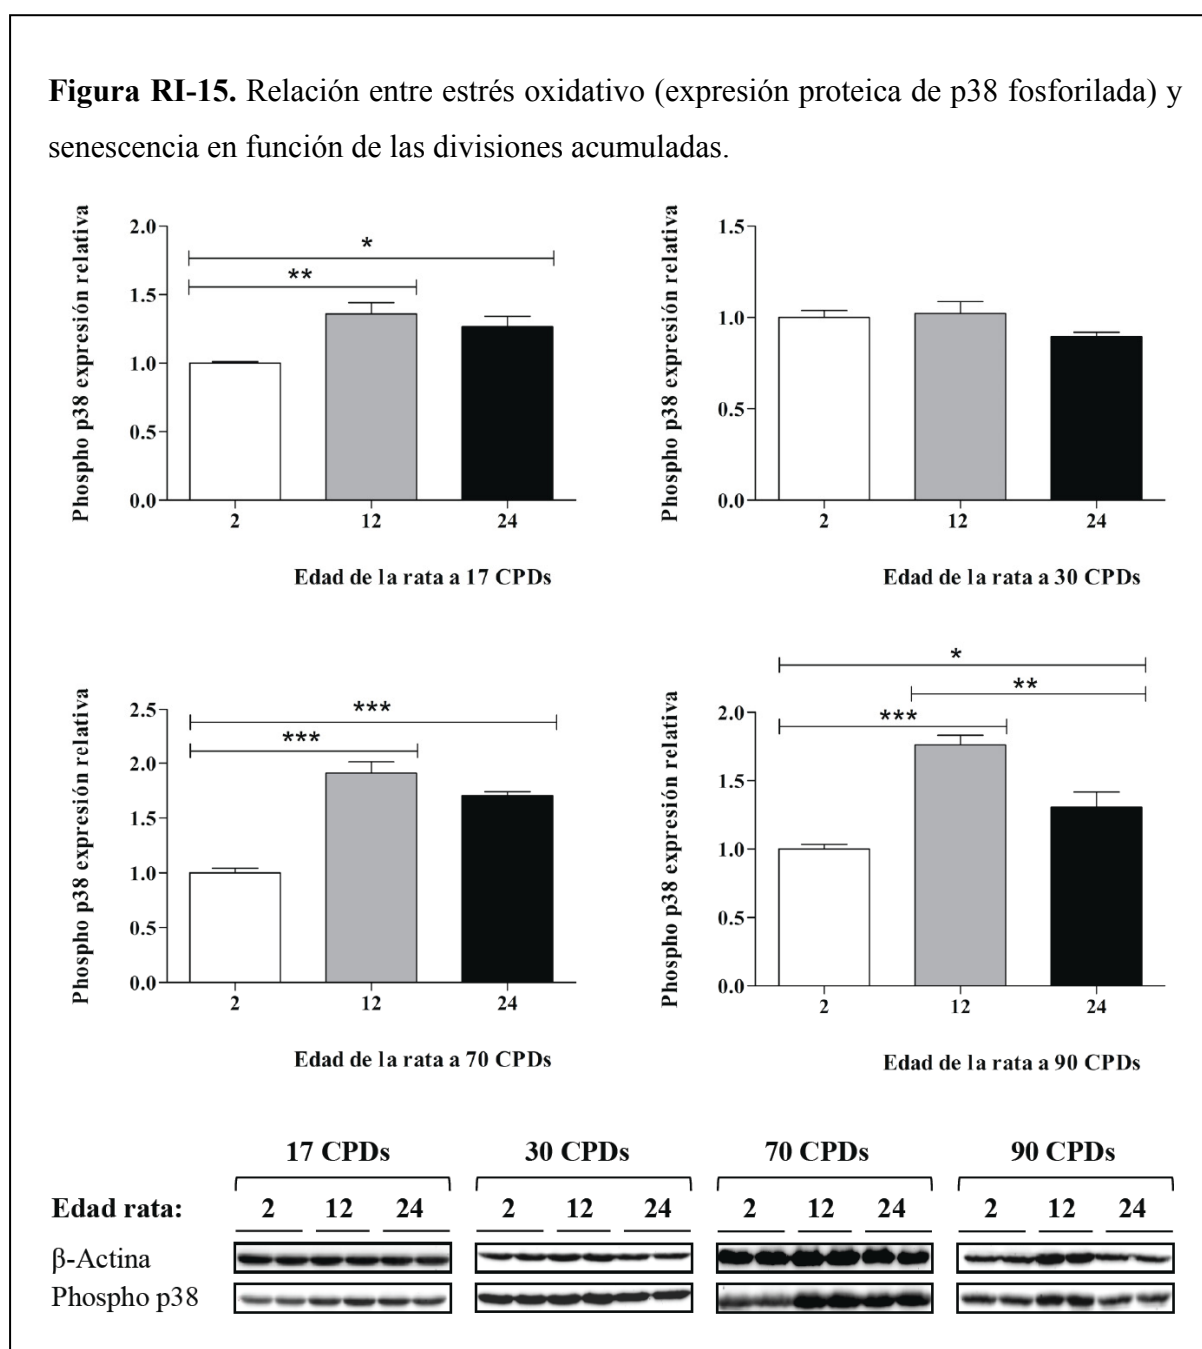 Figura RI-15. Relación entre estrés oxidativo (expresión proteica de p38 fosforilada) y
senescencia en función de las divisiones acumuladas.
Phospho p38 expresión relativa
2.0
1.5
1.0
0.5
0.0
*
**
2 12 24
Edad de la rata a 17 CPDs
Phospho p38 expresión relativa
1.5
1.0
0.5
0.0
2 12 24
Edad de la rata a 30 CPDs
Phospho p38 expresión relativa
2.5
2.0
1.5
1.0
0.5
0.0
***
***
2 12 24
Edad de la rata a 70 CPDs
Phospho p38 expresión relativa
2.0
1.5
1.0
0.5
0.0
*
**
***
2 12 24
Edad de la rata a 90 CPDs
17 CPDs 30 CPDs 70 CPDs 90 CPDs
Edad rata: 2 12 24 2 12 24 2 12 24 2 12 24
β-Actina
Phospho p38